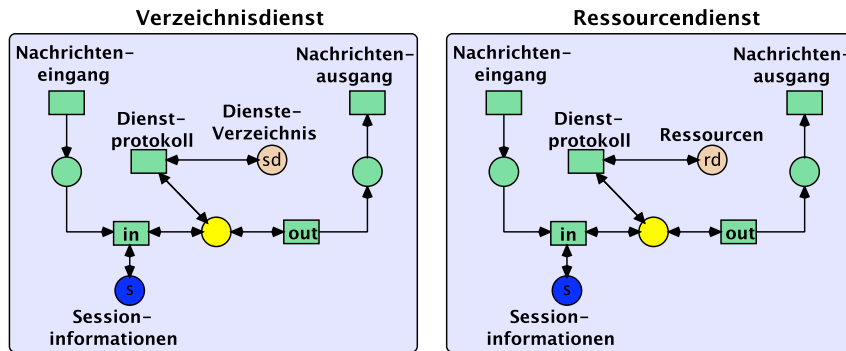 Verzeichnisdienst
Nachrichten-
eingang
Nachrichten-
ausgang
Dienst-
protokoll
Dienste-
Verzeichnis
sd
in
out
s
Session-
informationen
Ressourcendienst
Nachrichten-
eingang
Nachrichten-
ausgang
Dienst-
protokoll
Ressourcen
rd
in
out
s
Session-
informationen